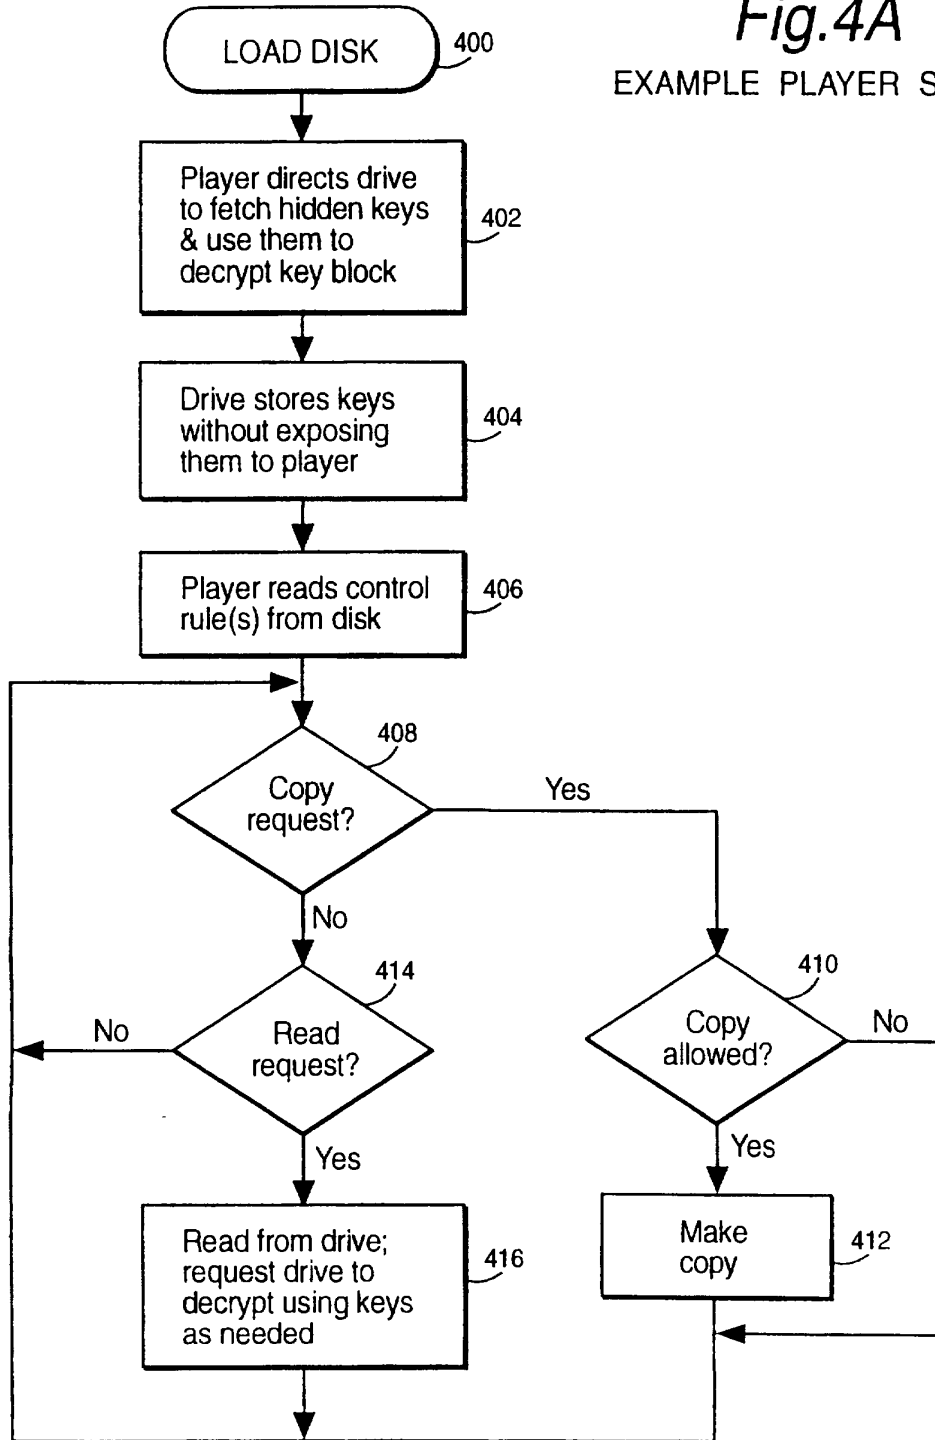 Fig.4A
EXAMPLE PLAYER S
LOAD DISK
400
Player directs drive
to fetch hidden keys
& use them to
decrypt key block
402
Drive stores keys
without exposing
them to player
404
Player reads control
rule(s) from disk
406
408
Copy
request?
Yes
No
414
Read
request?
No
Yes
410
Copy
allowed?
No
Yes
Read from drive;
request drive to
decrypt using keys
as needed
416
Make
copy
412